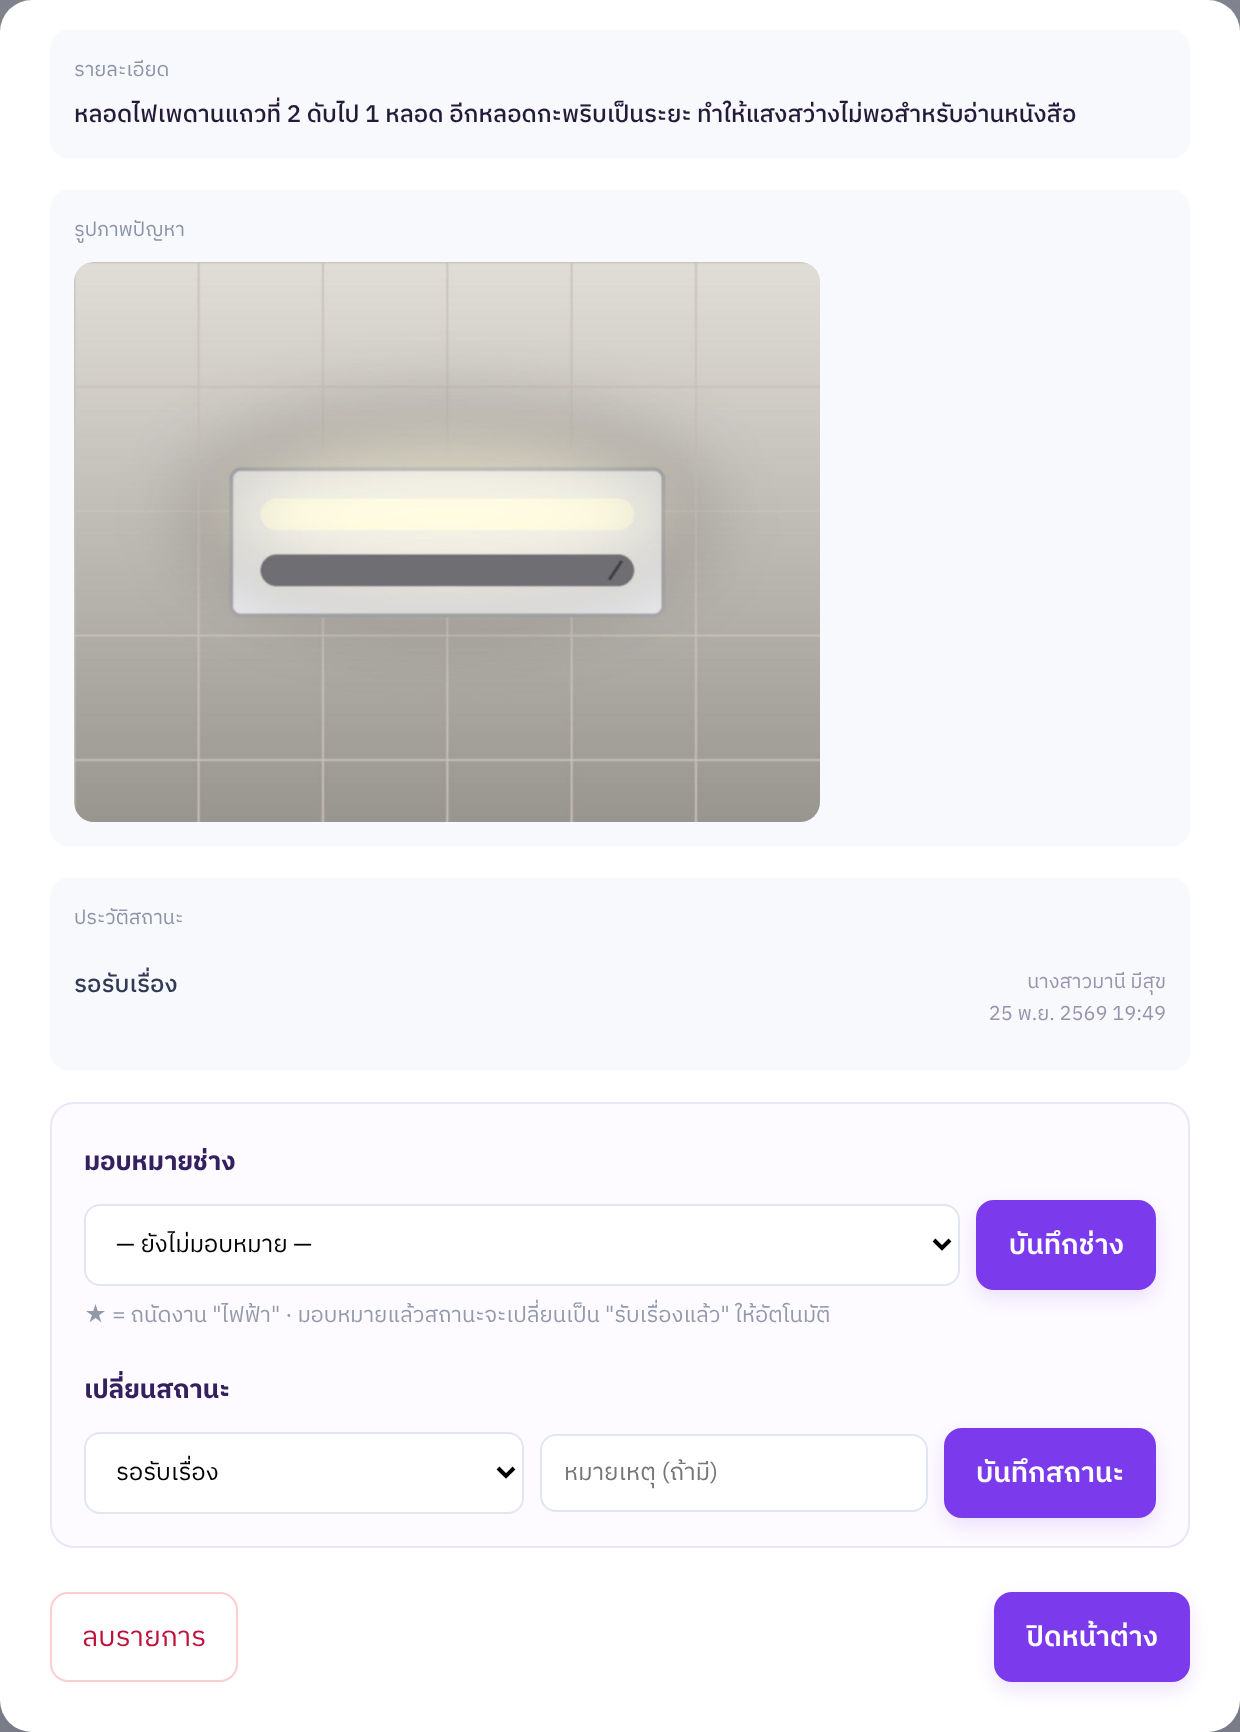 รายละเอียด
หลอดไฟเพดานแถวที่ 2 ดับไป 1 หลอด อีกหลอดกะพริบเป็นระยะ ทำให้แสงสว่างไม่พอสำหรับอ่านหนังสือ
รูปภาพปัญหา
ประวัติสถานะ
รอรับเรื่อง
นางสาวมานี มีสุข
25 พ.ย. 2569 19:49
มอบหมายช่าง
— ยังไม่มอบหมาย —
บันทึกช่าง
★ = ถนัดงาน "ไฟฟ้า" · มอบหมายแล้วสถานะจะเปลี่ยนเป็น "รับเรื่องแล้ว" ให้อัตโนมัติ
เปลี่ยนสถานะ
รอรับเรื่อง
หมายเหตุ (ถ้ามี)
บันทึกสถานะ
ลบรายการ
ปิดหน้าต่าง